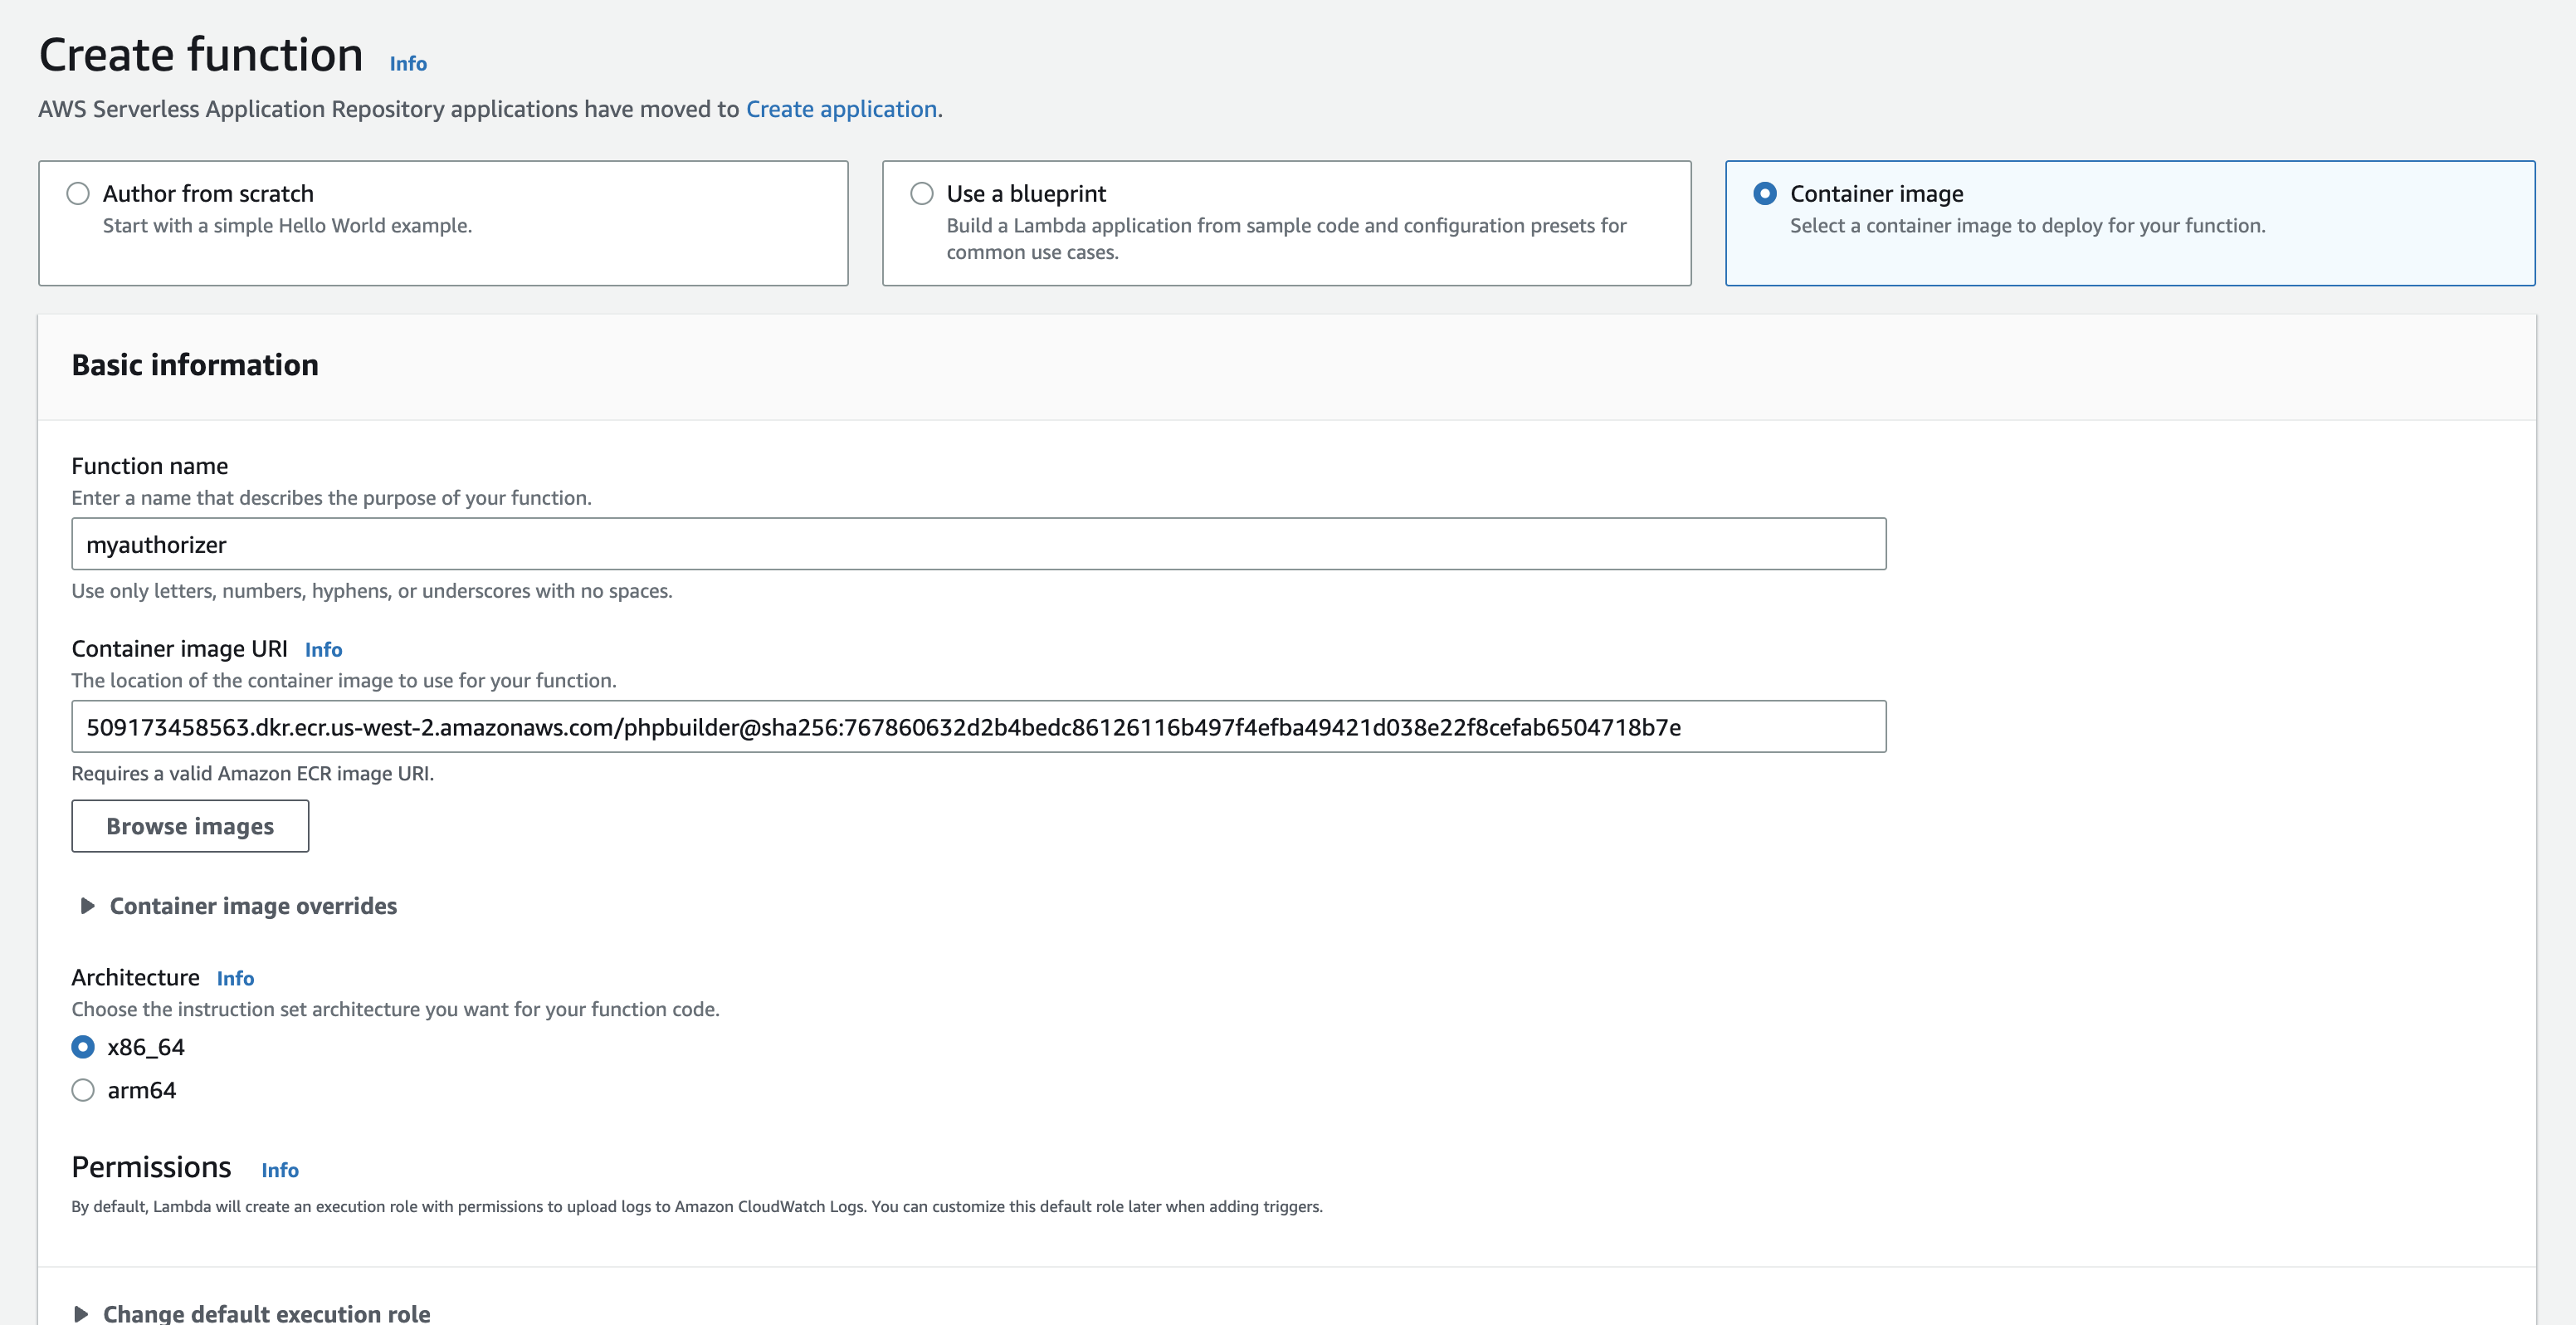 Create function Info
AWS Serverless Application Repository applications have moved to Create application.
Author from scratch
Start with a simple Hello World example.
Use a blueprint
Build a Lambda application from sample code and configuration presets for
common use cases.
Container image
Select a container image to deploy for your function.
Basic information
Function name
Enter a name that describes the purpose of your function.
myauthorizer
Use only letters, numbers, hyphens, or underscores with no spaces.
Container image URI Info
The location of the container image to use for your function.
509173458563.dkr.ecr.us-west-2.amazonaws.com/phpbuilder@sha256:767860632d2b4bedc86126116b497f4efba49421d038e22f8cefab6504718b7e
Requires a valid Amazon ECR image URI.
Browse images
Container image overrides
Architecture Info
Choose the instruction set architecture you want for your function code.
x86_64
arm64
Permissions Info
By default, Lambda will create an execution role with permissions to upload logs to Amazon CloudWatch Logs. You can customize this default role later when adding triggers.
Change default execution role